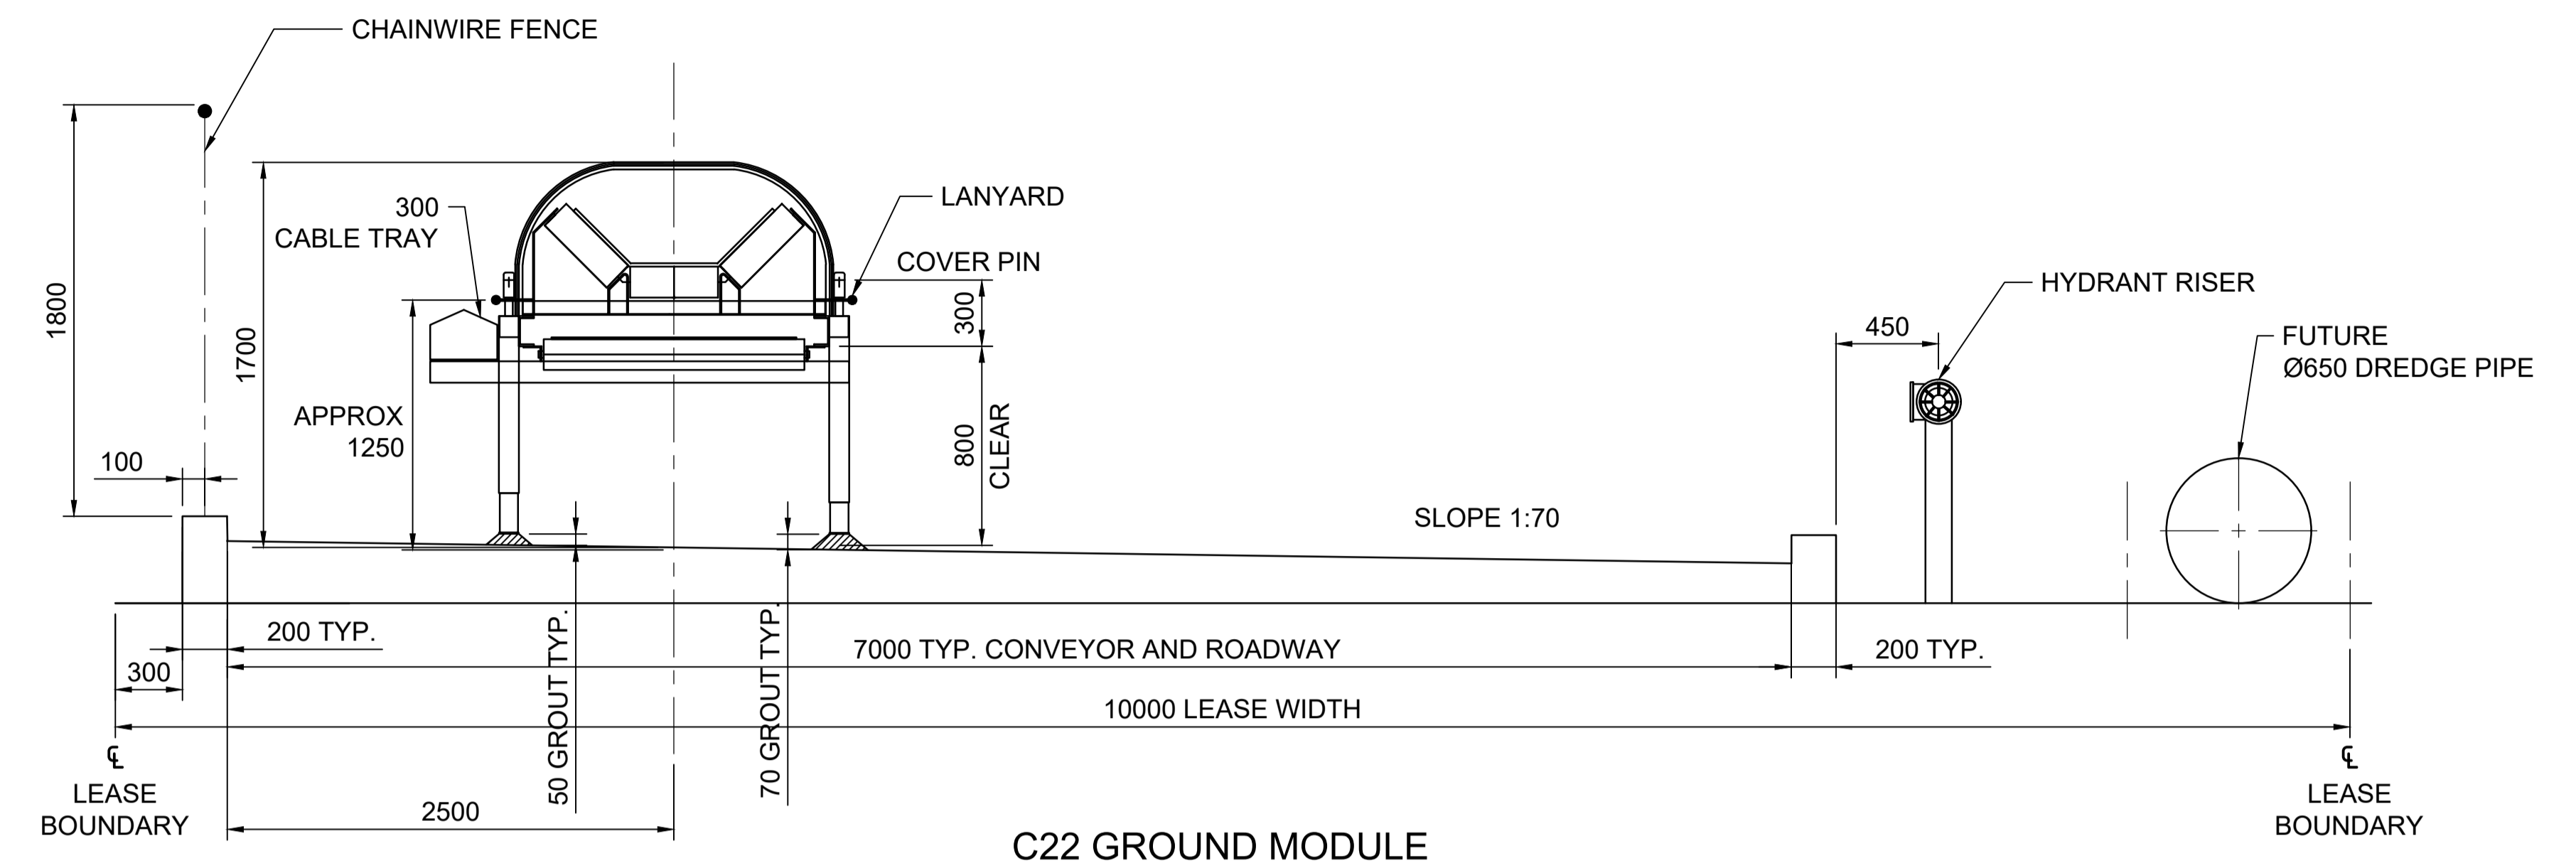 CHAINWIRE FENCE
1800
1700
300
CABLE TRAY
LANYARD
COVER PIN
300
HYDRANT RISER
450
FUTURE
Ø650 DREDGE PIPE
APPROX
1250
800
CLEAR
100
SLOPE 1:70
200 TYP.
300
50 GROUT TYP.
70 GROUT TYP.
7000 TYP. CONVEYOR AND ROADWAY
200 TYP.
10000 LEASE WIDTH
℄
LEASE
BOUNDARY
2500
℄
LEASE
BOUNDARY
C22 GROUND MODULE